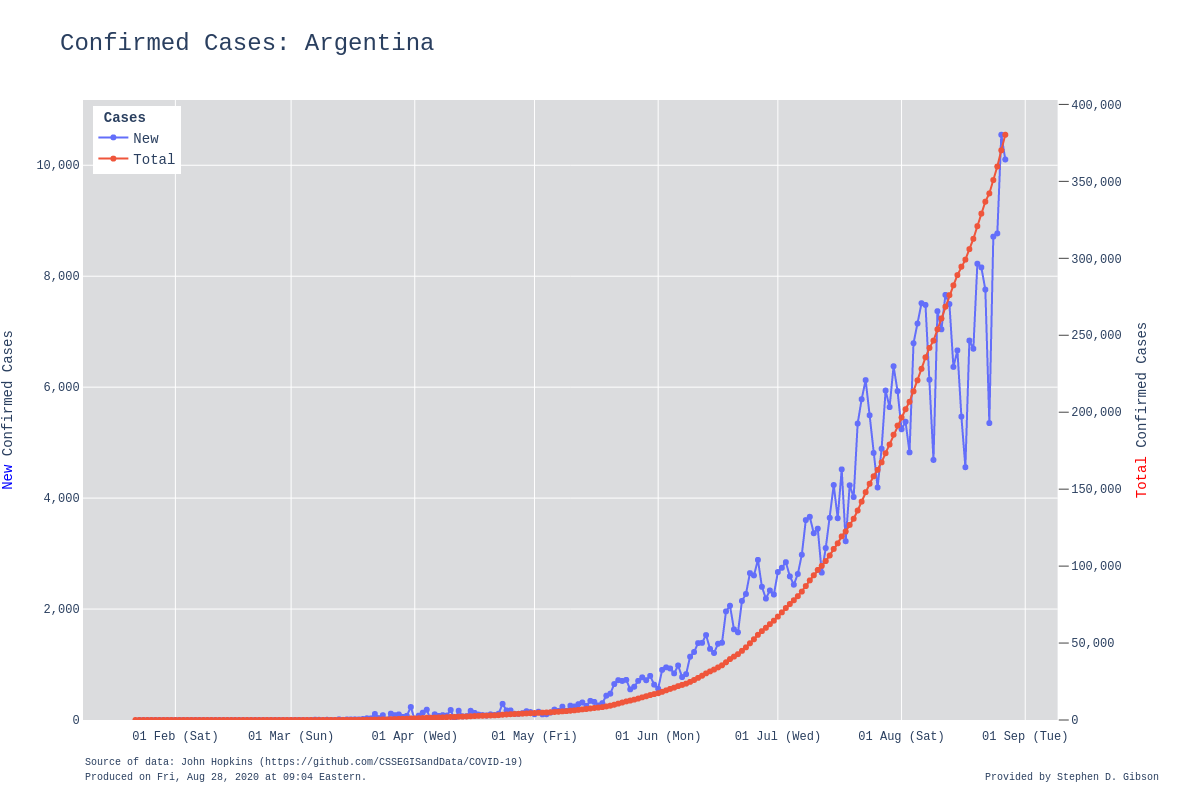 Confirmed Cases: Argentina
Cases
New
Total
10,000
8,000
6,000
4,000
2,000
0
New Confirmed Cases
400,000
350,000
300,000
250,000
200,000
150,000
100,000
50,000
0
Total Confirmed Cases
01 Feb (Sat) 01 Mar (Sun) 01 Apr (Wed) 01 May (Fri) 01 Jun (Mon) 01 Jul (Wed) 01 Aug (Sat) 01 Sep (Tue)
Source of data: John Hopkins (https://github.com/CSSEGISandData/COVID-19)
Produced on Fri, Aug 28, 2020 at 09:04 Eastern.
Provided by Stephen D. Gibson